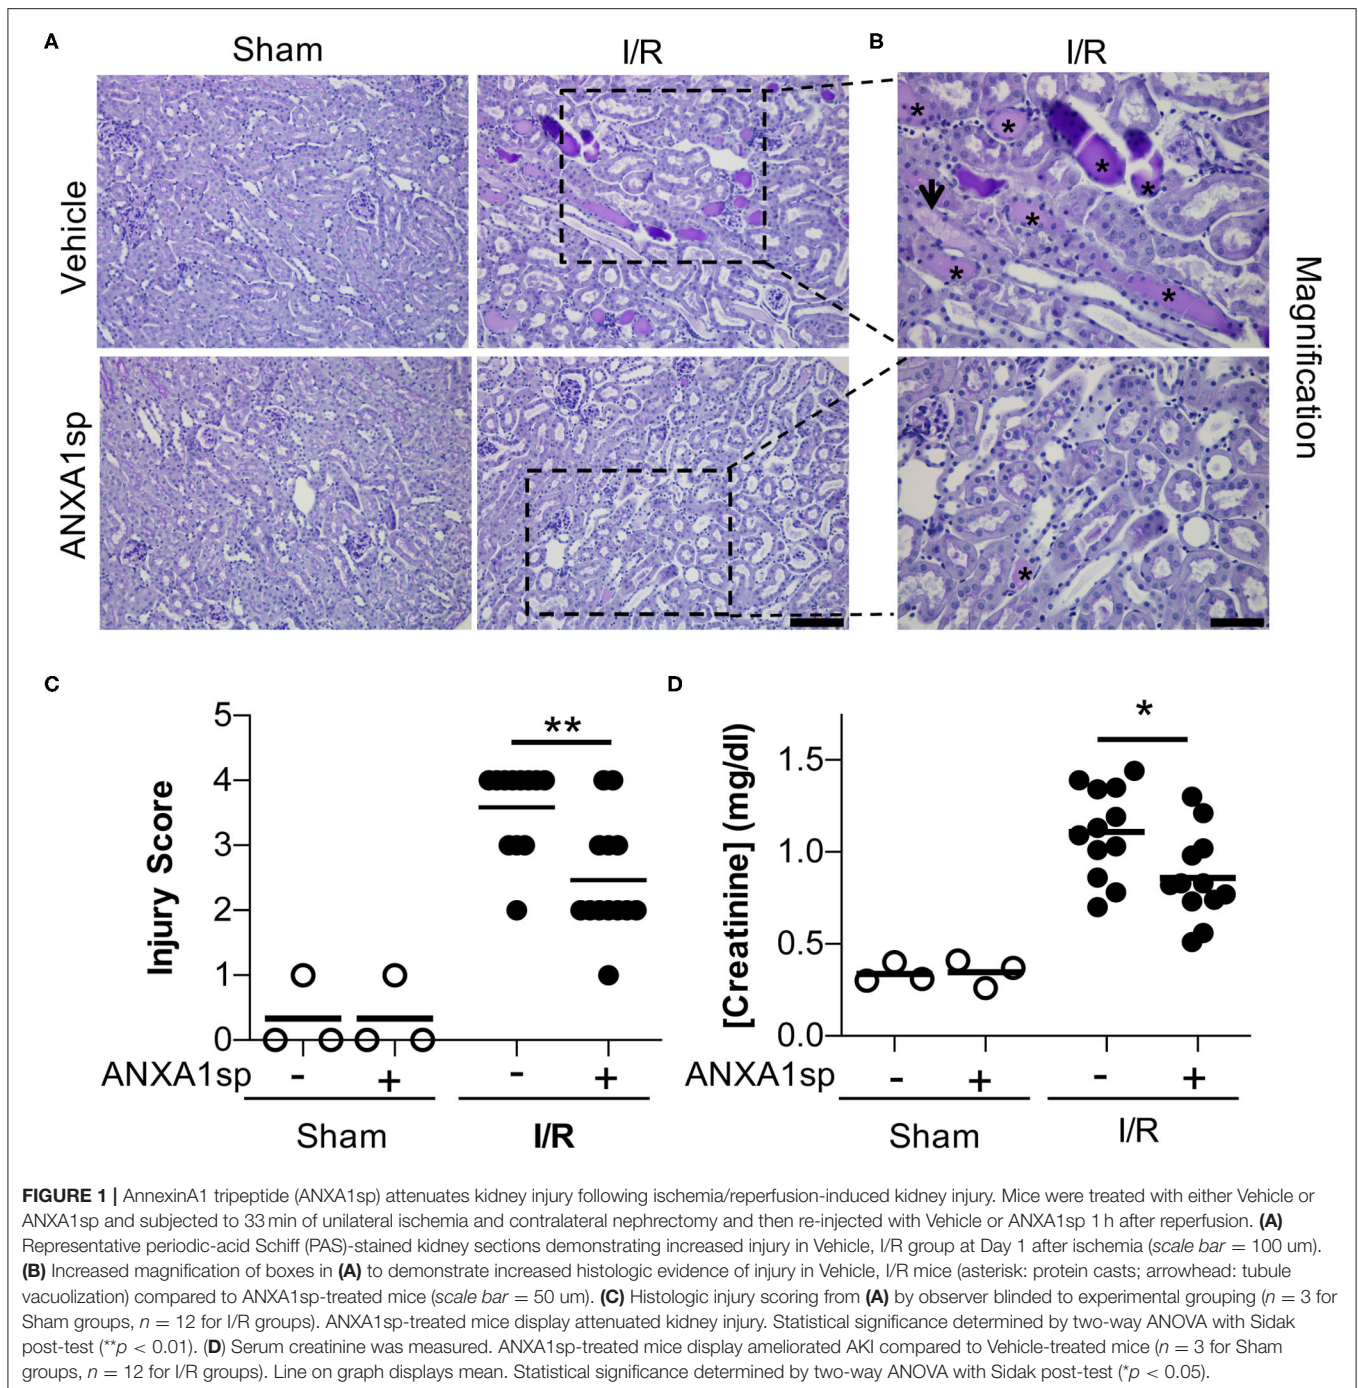 A
Sham
I/R
B
I/R
Vehicle
ANXA1sp
Magnification
*
*
*
*
*
*
*
*
C
D
Injury Score
5
4
3
2
1
0
**
ANXA1sp
-
+
-
+
Sham
I/R
[Creatinine] (mg/dl)
1.5
1.0
0.5
0.0
*
ANXA1sp
-
+
-
+
Sham
I/R
FIGURE 1 | AnnexinA1 tripeptide (ANXA1sp) attenuates kidney injury following ischemia/reperfusion-induced kidney injury. Mice were treated with either Vehicle or
ANXA1sp and subjected to 33 min of unilateral ischemia and contralateral nephrectomy and then re-injected with Vehicle or ANXA1sp 1 h after reperfusion. (A)
Representative periodic-acid Schiff (PAS)-stained kidney sections demonstrating increased injury in Vehicle, I/R group at Day 1 after ischemia (scale bar = 100 um).
(B) Increased magnification of boxes in (A) to demonstrate increased histologic evidence of injury in Vehicle, I/R mice (asterisk: protein casts; arrowhead: tubule
vacuolization) compared to ANXA1sp-treated mice (scale bar = 50 um). (C) Histologic injury scoring from (A) by observer blinded to experimental grouping (n = 3 for
Sham groups, n = 12 for I/R groups). ANXA1sp-treated mice display attenuated kidney injury. Statistical significance determined by two-way ANOVA with Sidak
post-test (**p < 0.01). (D) Serum creatinine was measured. ANXA1sp-treated mice display ameliorated AKI compared to Vehicle-treated mice (n = 3 for Sham
groups, n = 12 for I/R groups). Line on graph displays mean. Statistical significance determined by two-way ANOVA with Sidak post-test (*p < 0.05).